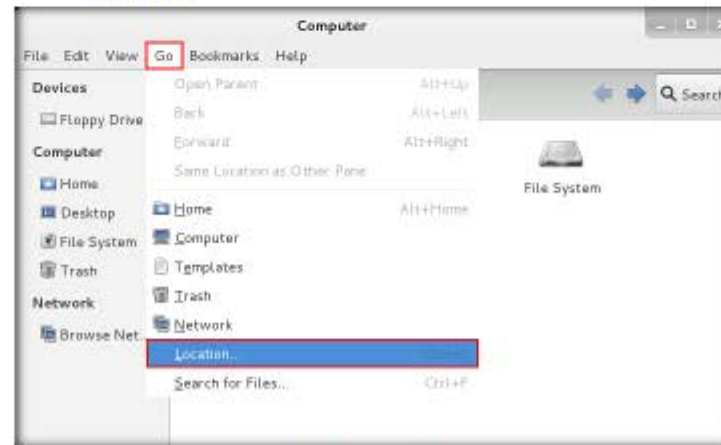 Computer
File Edit View Go Bookmarks Help
Devices
Floppy Drive
Computer
Home
Desktop
File System
Trash
Network
Browse Net
Open Parent Alt+Up
Back Alt+Left
Forward Alt+Right
Same Location as Other Pane
Home Alt+Home
Computer
Templates
Trash
Network
Location...
Search for Files... Ctrl+F
Search
File System